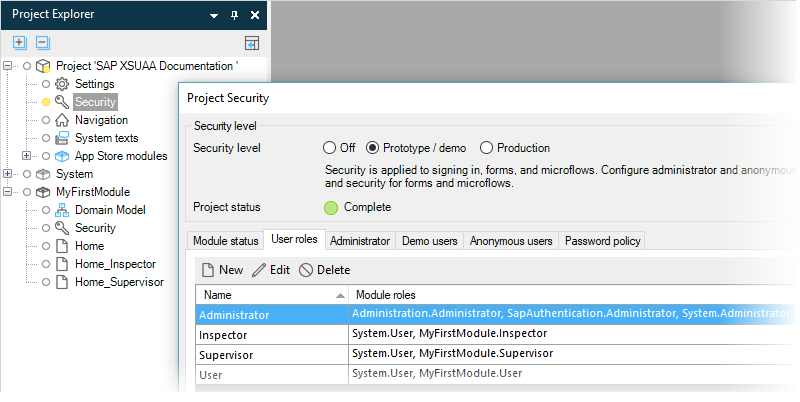 Project Explorer
Project 'SAP XSUAA Documentation '
Settings
Security
Navigation
System texts
App Store modules
System
MyFirstModule
Domain Model
Security
Home
Home_Inspector
Home_Supervisor
Project Security
Security level
Security level Off Prototype / demo Production
Security is applied to signing in, forms, and microflows. Configure administrator and anonymous
and security for forms and microflows.
Project status Complete
Module status User roles Administrator Demo users Anonymous users Password policy
New Edit Delete
Name Module roles
Administrator Administration.Administrator, SapAuthentication.Administrator, System.Administrator
Inspector System.User, MyFirstModule.Inspector
Supervisor System.User, MyFirstModule.Supervisor
User System.User, MyFirstModule.User